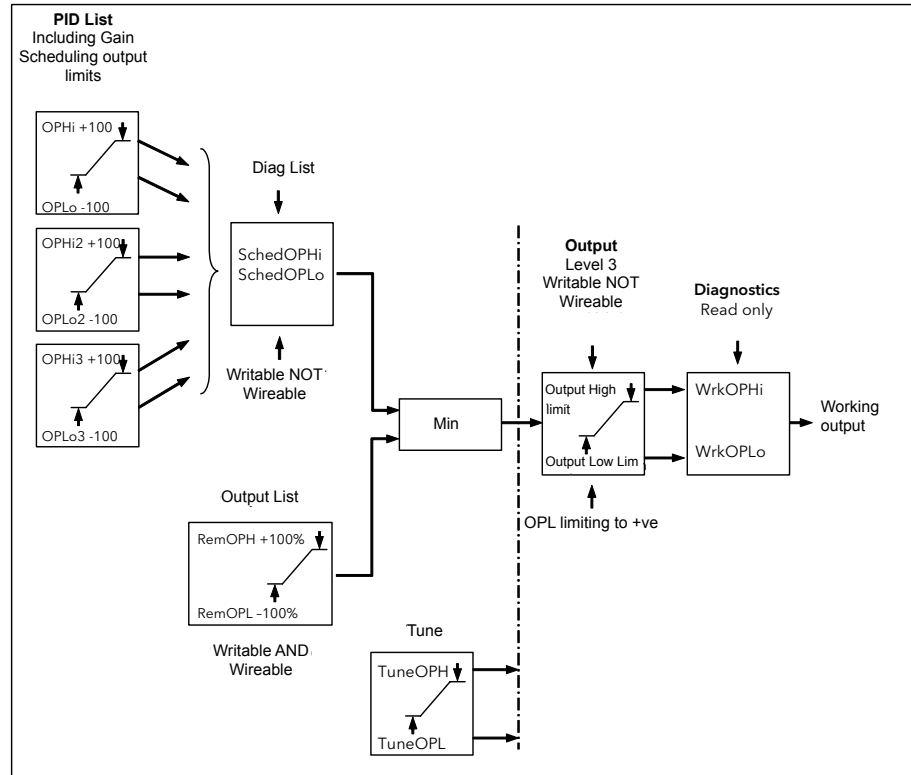 PID List
Including Gain
Scheduling output
limits
OPHi +100
OPLo -100
OPHi2 +100
OPLo2 -100
OPHi3 +100
OPLo3 -100
Diag List
SchedOPHi
SchedOPLo
Writable NOT
Wireable
Output List
RemOPH +100%
RemOPL –100%
Writable AND
Wireable
Min
Tune
TuneOPH
TuneOPL
Output
Level 3
Writable NOT
Wireable
Output High
limit
Output Low Lim
OPL limiting to +ve
Diagnostics
Read only
WrkOPHi
WrkOPLo
Working
output